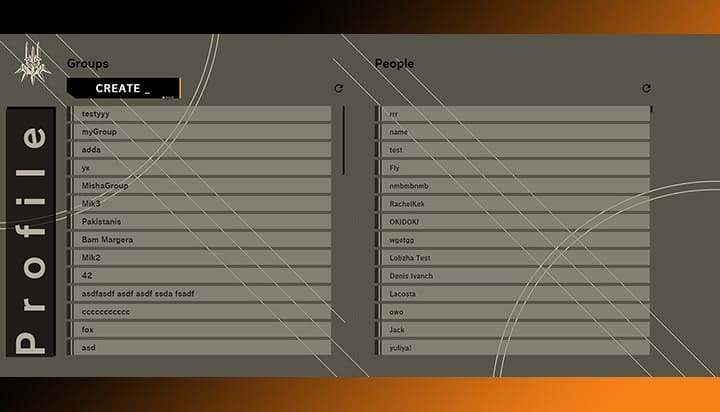 Groups
CREATE _
testyyy
myGroup
adda
ук
MishaGroup
Mik3
Pakistanis
Bam Margera
Mik2
42
asdfasdf asdf asdf ssda fsadf
ccccccccccc
fox
asd
People
rrr
name
test
Fly
nmbmbnmb
RachelKek
OKIDOKI
wgetgg
Lobzha Test
Denis Ivanch
Lacosta
owo
Jack
yuliya!
Profile